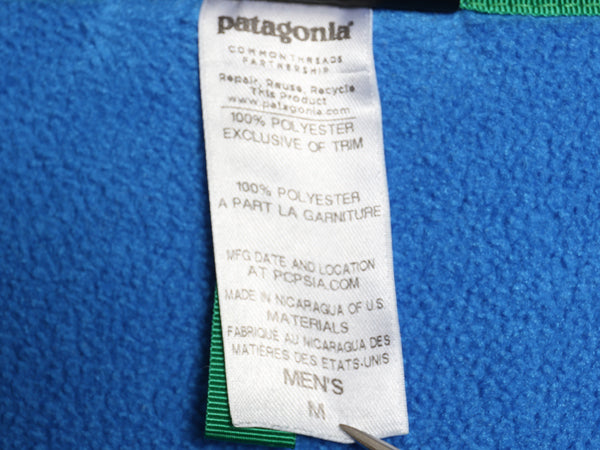 patagonia®
COMMON THREADS
PARTNERSHIP
Repair, Reuse, Recycle
This Product
www.patagonia.com
100% POLYESTER
EXCLUSIVE OF TRIM
100% POLYESTER
A PART LA GARNITURE
MFG DATE AND LOCATION
AT PCPSIA.COM
MADE IN NICARAGUA OF U.S.
MATERIALS
FABRIQUÉ AU NICARAGUA DES
MATIÈRES DES ETATS-UNIS
MEN'S
M